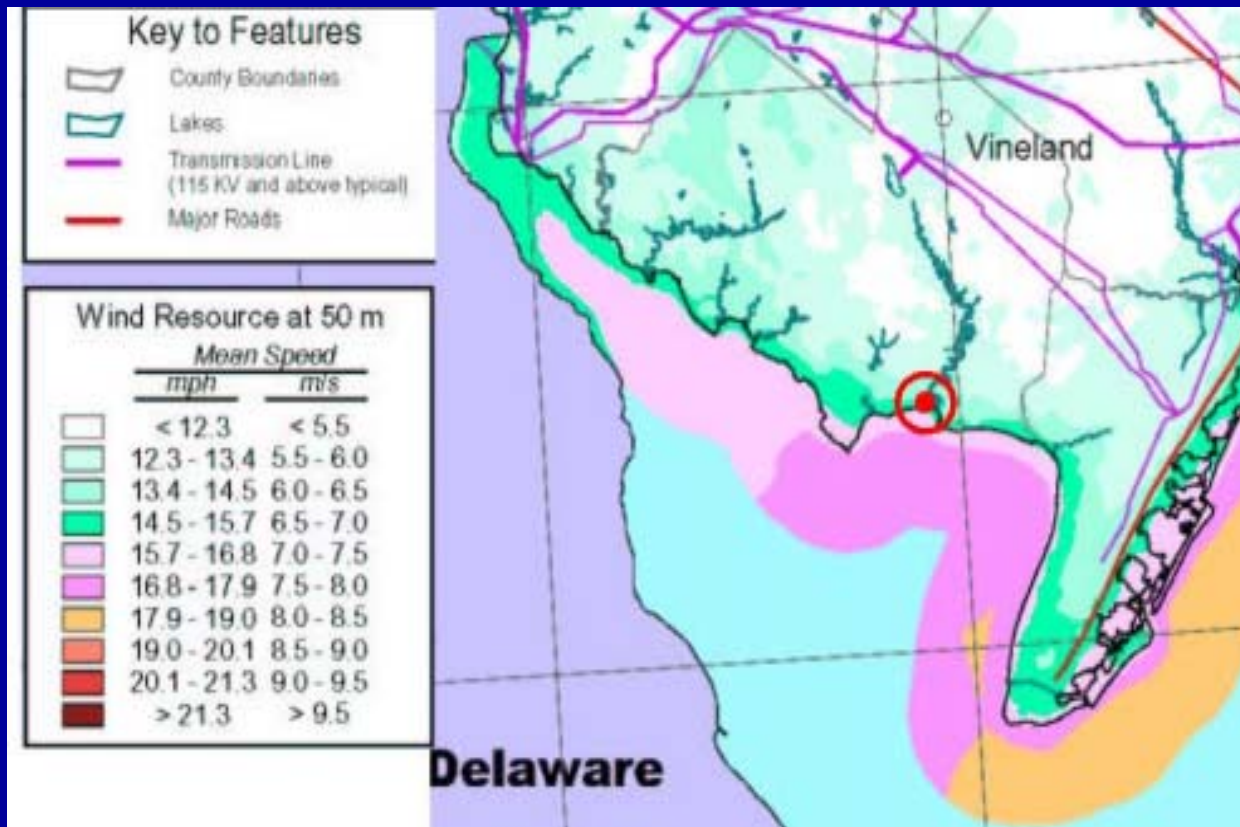 Key to Features
County Boundaries
Lakes
Transmission Line
(115 KV and above typical)
Major Roads
Wind Resource at 50 m
Mean Speed
mph m/s
< 12.3 < 5.5
12.3 - 13.4 5.5 - 6.0
13.4 - 14.5 6.0 - 6.5
14.5 - 15.7 6.5 - 7.0
15.7 - 16.8 7.0 - 7.5
16.8 - 17.9 7.5 - 8.0
17.9 - 19.0 8.0 - 8.5
19.0 - 20.1 8.5 - 9.0
20.1 - 21.3 9.0 - 9.5
> 21.3 > 9.5
Vineland
Delaware